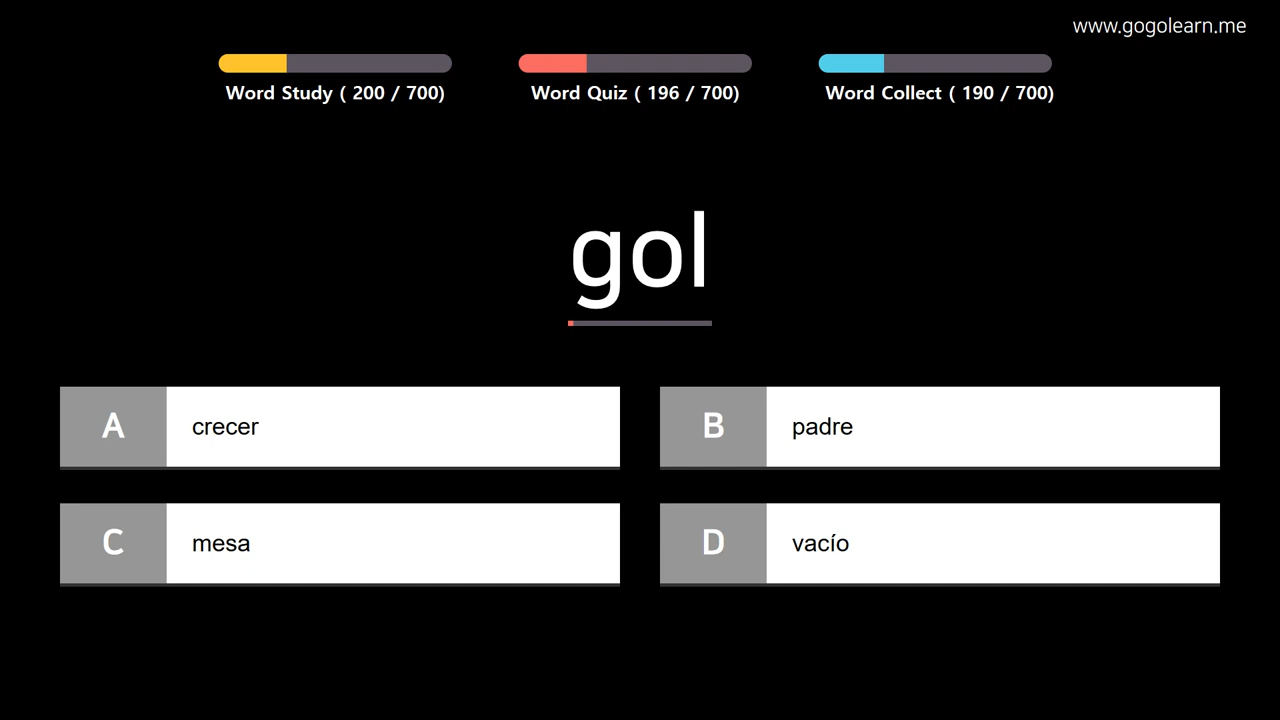 www.gogolearn.me
Word Study ( 200 / 700)
Word Quiz ( 196 / 700)
Word Collect ( 190 / 700)
gol
A crecer
B padre
C mesa
D vacío